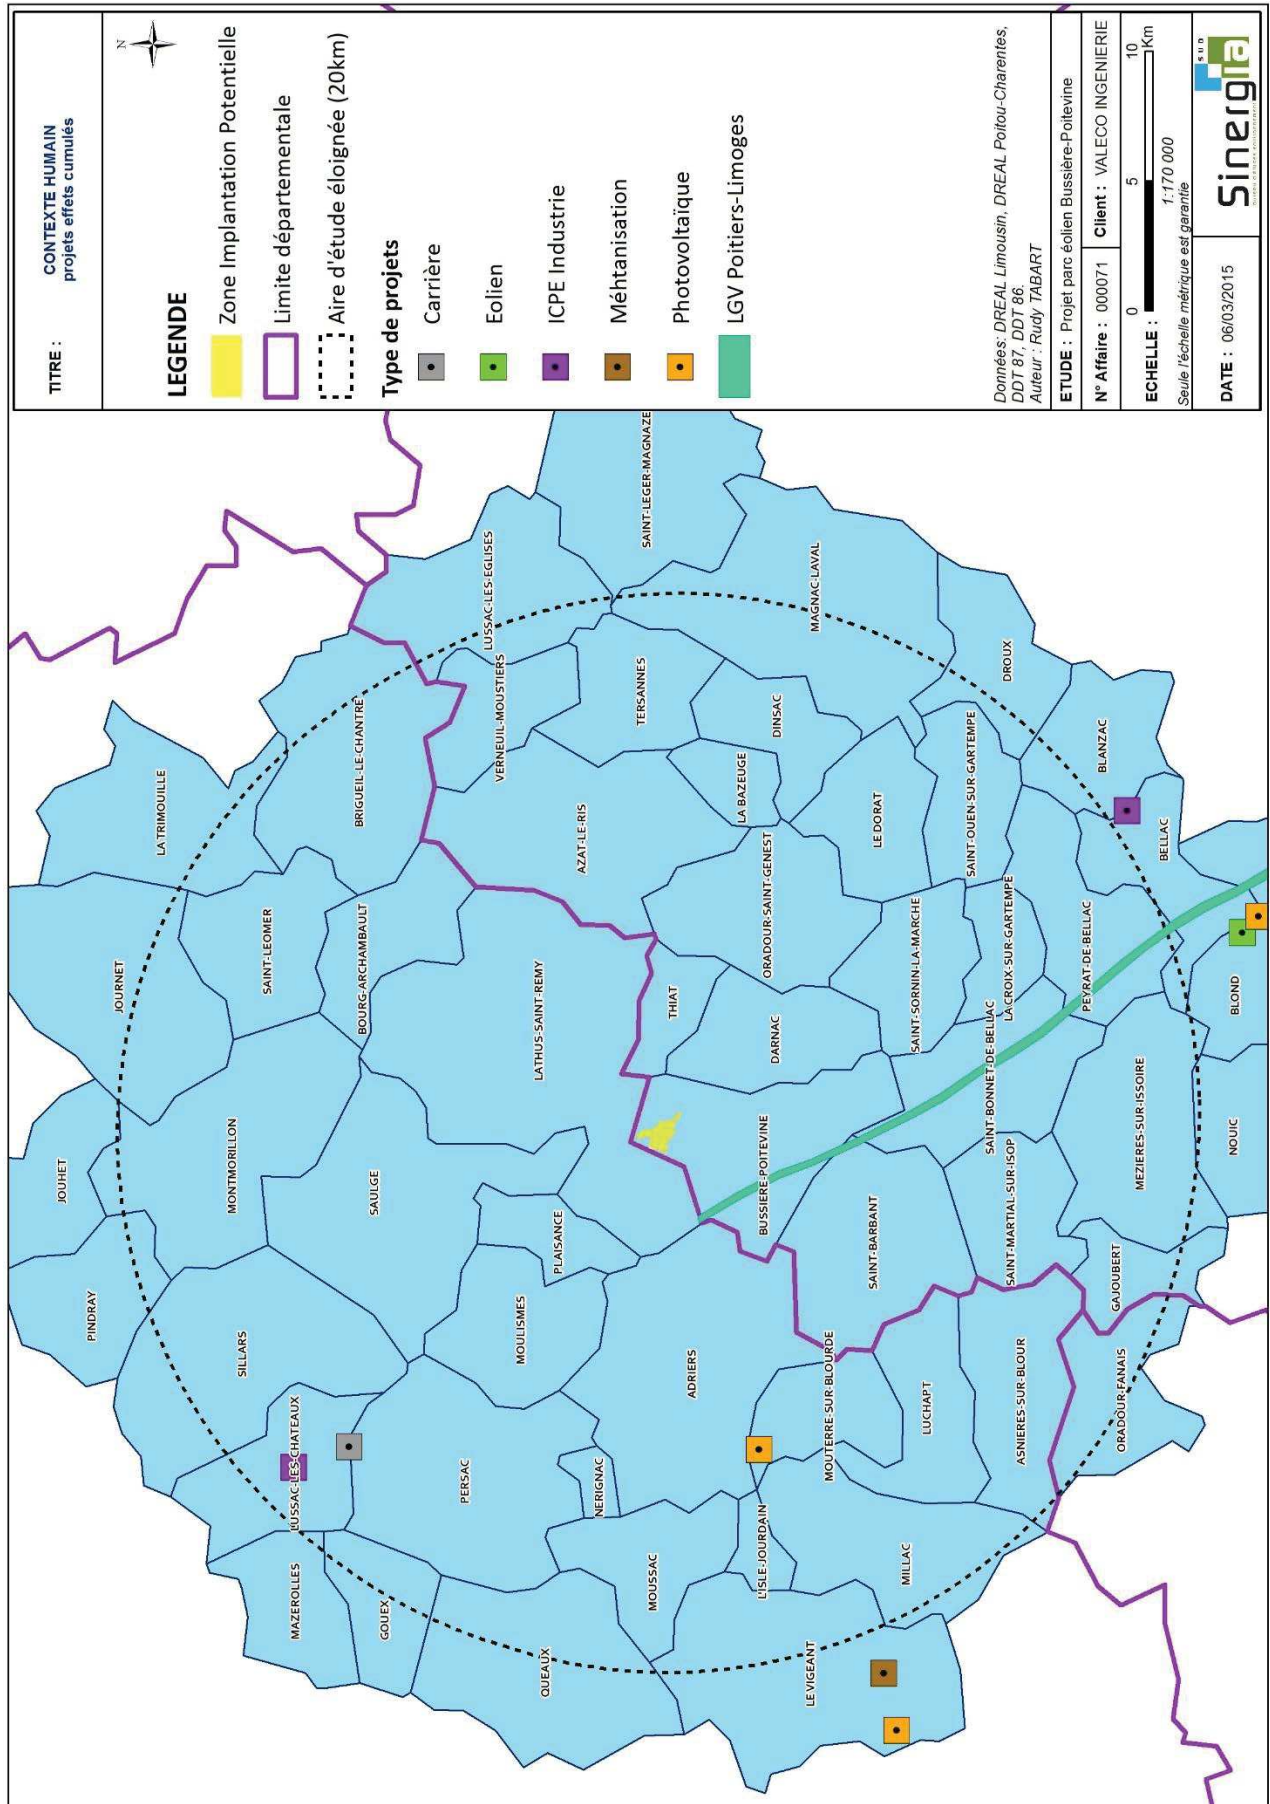 TITRE :
CONTEXTE HUMAIN
projets effets cumulés
N
LEGENDE
Zone Implantation Potentielle
Limite départementale
Aire d'étude éloignée (20km)
Type de projets
Carrière
Eolien
ICPE Industrie
Méhtanisation
Photovoltaïque
LGV Poitiers-Limoges
Données: DREAL Limousin, DREAL Poitou-Charentes,
DDT 87, DDT 86.
Auteur : Rudy TABART
ETUDE : Projet parc éolien Bussière-Poitevine
N° Affaire : 000071
Client : VALECO INGENIERIE
ECHELLE :
0 5 10
Km
1:170 000
Seule l'échelle métrique est garantie
DATE : 06/03/2015
Sinergia
SUD
PINDRAY
JOUHET
JOURNET
LA TRIMOUILLE
SILLARS
MONTMORILLON
SAINT-LEOMER
BRIGUEIL-LE-CHANTRE
LUSSAC-LES-CHATEAUX
MAZEROLLES
GOUEX
SAULGE
BOURG-ARCHAMBAULT
PERSAC
LUSSAC-LES-EGLISES
VERNEUIL-MOUSTIERS
MOULISMES
PLAISANCE
LATHUS-SAINT-REMY
QUEAUX
NERIGNAC
AZAT-LE-RIS
TERSANNES
SAINT-LEGER-MAGNAZE
MOUSSAC
ADRIERS
THIAT
LA BAZEUGE
DINSAC
L'ISLE-JOURDAIN
BUSSIERE-POITEVINE
DARNAC
ORADOUR-SAINT-GENEST
MAGNAC-LAVAL
LE VIGEANT
MOUTERRE-SUR-BLOURDE
SAINT-BARBANT
LE DORAT
MILLAC
LUCHAPT
SAINT-SORNIN-LA-MARCHE
SAINT-OUEN-SUR-GARTEMPE
DROUX
ASNIERES-SUR-BLOUR
SAINT-MARTIAL-SUR-ISOP
SAINT-BONNET-DE-BELLAC
LA CROIX-SUR-GARTEMPE
PEYRAT-DE-BELLAC
BLANZAC
ORADOUR-FANAIS
GAJOUBERT
MEZIERES-SUR-ISSOIRE
BELLAC
NOUIC
BLOND